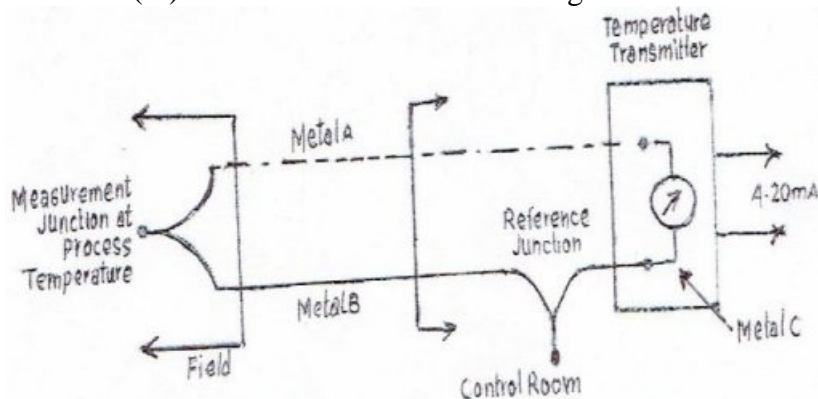 Temperature
Transmitter
Metal A
Measurement
Junction at
Process
Temperature
Reference
Junction
4-20mA
Metal B
Metal C
Field
Control Room